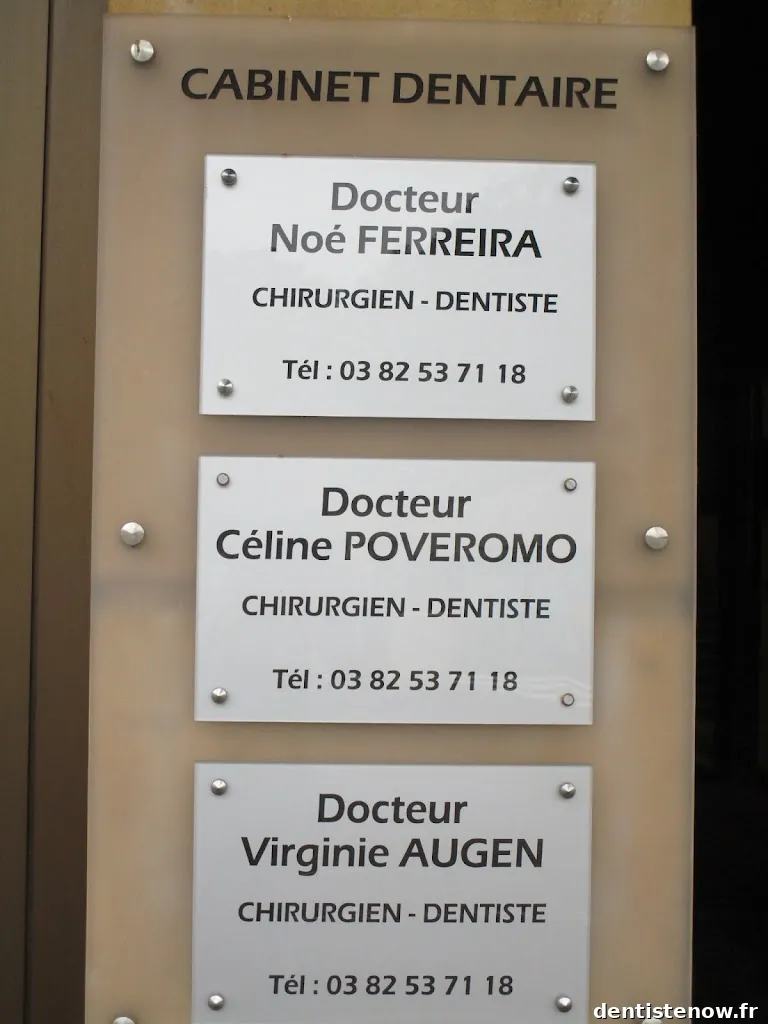 CABINET DENTAIRE
Docteur
Noé FERREIRA
CHIRURGIEN - DENTISTE
Tél : 03 82 53 71 18
Docteur
Céline POVEROMO
CHIRURGIEN - DENTISTE
Tél : 03 82 53 71 18
Docteur
Virginie AUGEN
CHIRURGIEN - DENTISTE
Tél : 03 82 53 71 18
dentistenow.fr